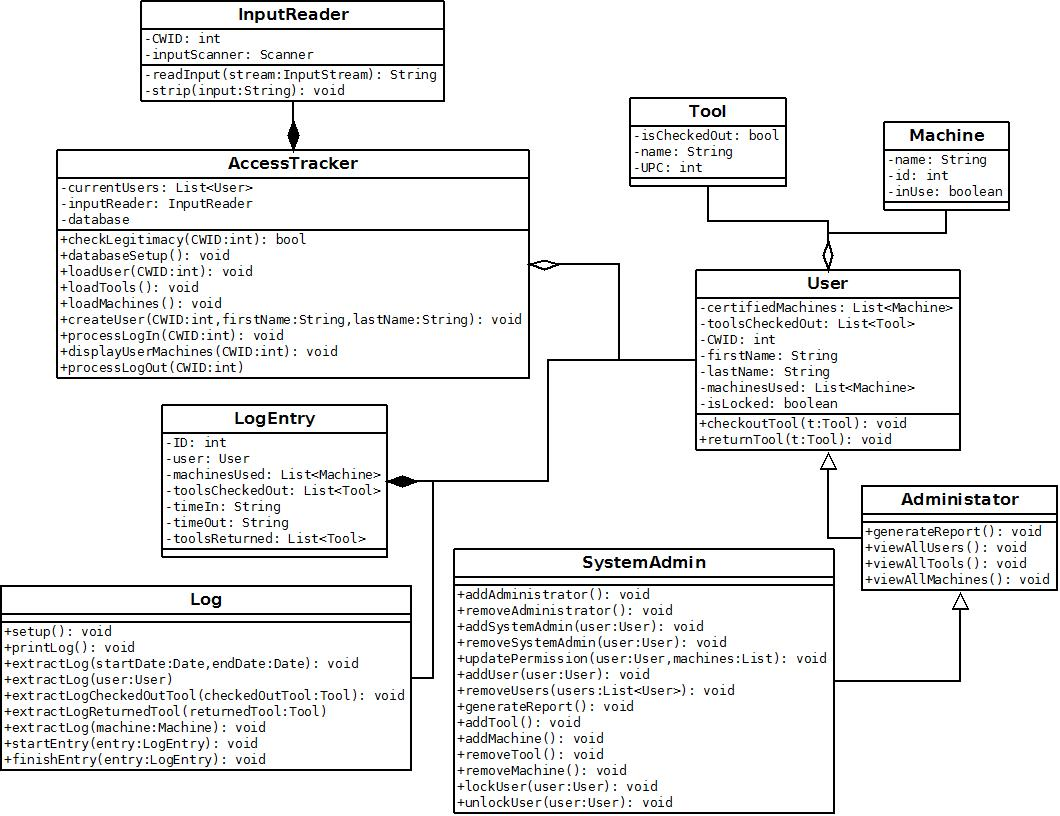 InputReader
-CWID: int
-inputScanner: Scanner
-readInput(stream:InputStream): String
-strip(input:String): void
Tool
-isCheckedOut: bool
-name: String
-UPC: int
Machine
-name: String
-id: int
-inUse: boolean
AccessTracker
-currentUsers: List<User>
-inputReader: InputReader
-database
+checkLegitimacy(CWID:int): bool
+databaseSetup(): void
+loadUser(CWID:int): void
+loadTools(): void
+loadMachines(): void
+createUser(CWID:int,firstName:String,lastName:String): void
+processLogIn(CWID:int): void
+displayUserMachines(CWID:int): void
+processLogOut(CWID:int)
User
-certifiedMachines: List<Machine>
-toolsCheckedOut: List<Tool>
-CWID: int
-firstName: String
-lastName: String
-machinesUsed: List<Machine>
-isLocked: boolean
+checkoutTool(t:Tool): void
+returnTool(t:Tool): void
LogEntry
-ID: int
-user: User
-machinesUsed: List<Machine>
-toolsCheckedOut: List<Tool>
-timeIn: String
-timeOut: String
-toolsReturned: List<Tool>
Administator
+generateReport(): void
+viewAllUsers(): void
+viewAllTools(): void
+viewAllMachines(): void
SystemAdmin
+addAdministrator(): void
+removeAdministrator(): void
+addSystemAdmin(user:User): void
+removeSystemAdmin(user:User): void
+updatePermission(user:User,machines:List): void
+addUser(user:User): void
+removeUsers(users:List<User>): void
+generateReport(): void
+addTool(): void
+addMachine(): void
+removeTool(): void
+removeMachine(): void
+lockUser(user:User): void
+unlockUser(user:User): void
Log
+setup(): void
+printLog(): void
+extractLog(startDate:Date,endDate:Date): void
+extractLog(user:User)
+extractLogCheckedOutTool(checkedOutTool:Tool): void
+extractLogReturnedTool(returnedTool:Tool)
+extractLog(machine:Machine): void
+startEntry(entry:LogEntry): void
+finishEntry(entry:LogEntry): void